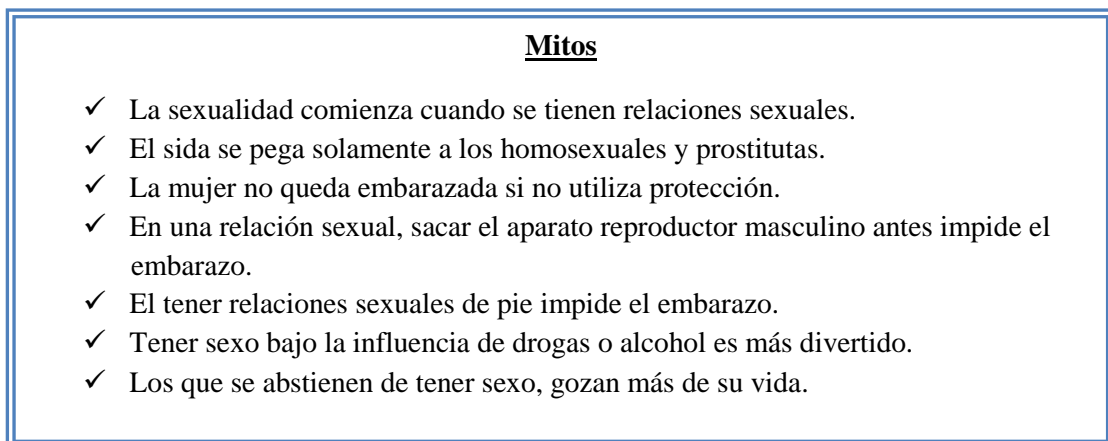 Mitos
✓ La sexualidad comienza cuando se tienen relaciones sexuales.
✓ El sida se pega solamente a los homosexuales y prostitutas.
✓ La mujer no queda embarazada si no utiliza protección.
✓ En una relación sexual, sacar el aparato reproductor masculino antes impide el
embarazo.
✓ El tener relaciones sexuales de pie impide el embarazo.
✓ Tener sexo bajo la influencia de drogas o alcohol es más divertido.
✓ Los que se abstienen de tener sexo, gozan más de su vida.